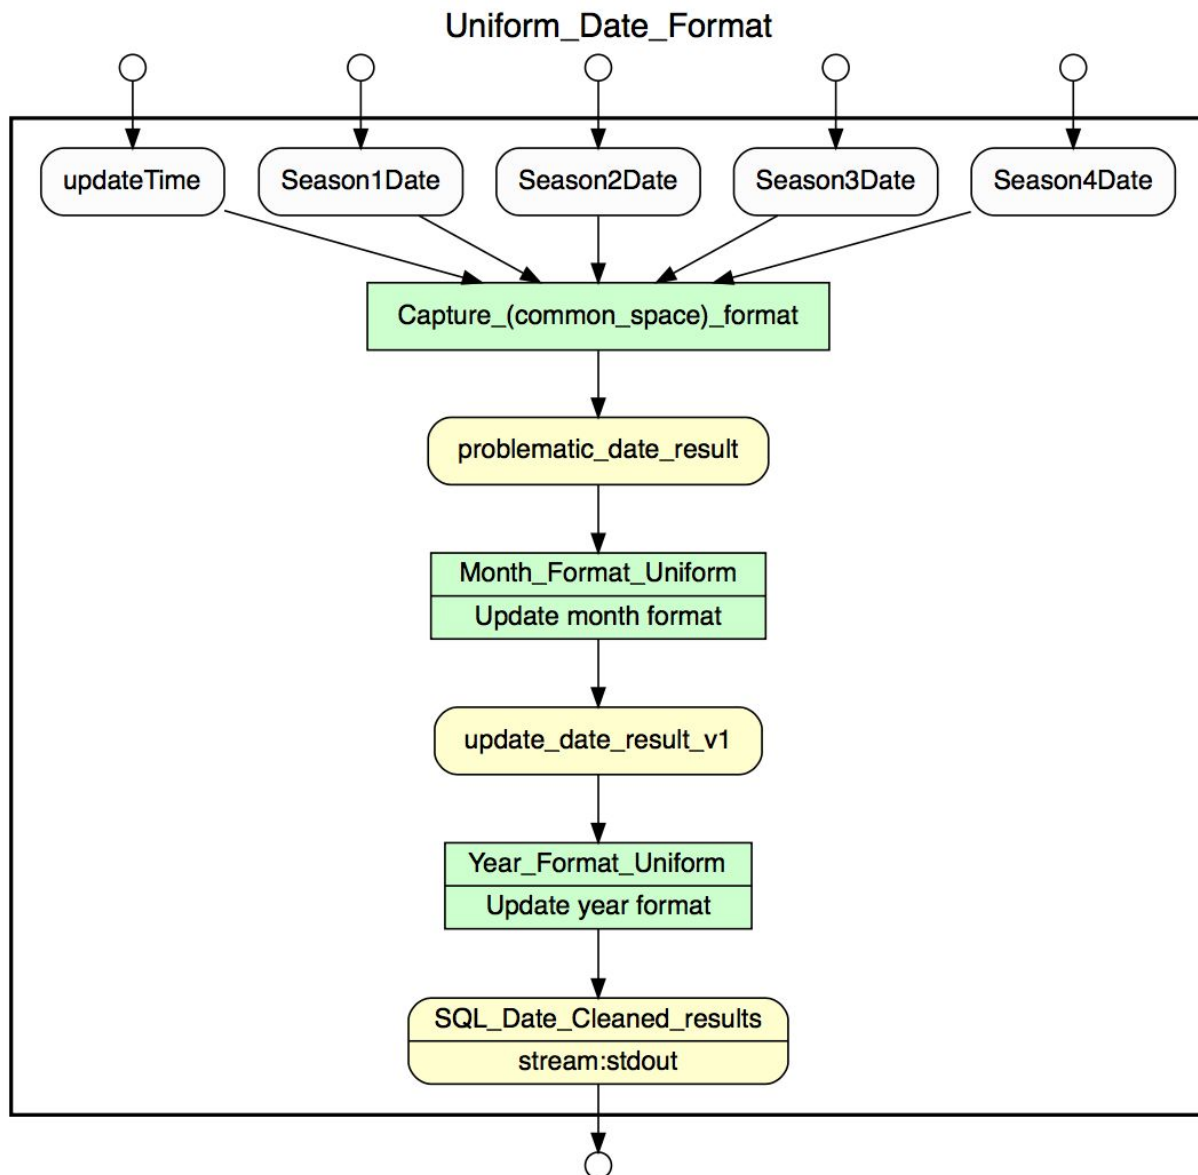 Uniform_Date_Format
updateTime
Season1Date
Season2Date
Season3Date
Season4Date
Capture_(common_space)_format
problematic_date_result
Month_Format_Uniform
Update month format
update_date_result_v1
Year_Format_Uniform
Update year format
SQL_Date_Cleaned_results
stream:stdout